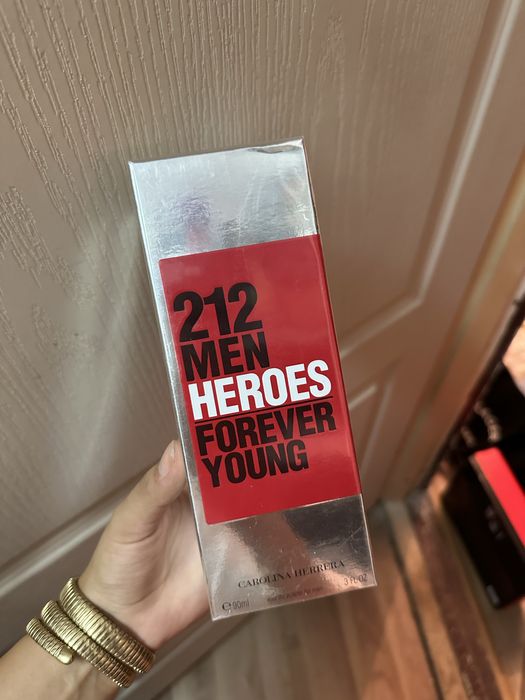 212
MEN
HEROES
FOREVER
YOUNG
CAROLINA HERRERA
℮90ml 3 fl oz